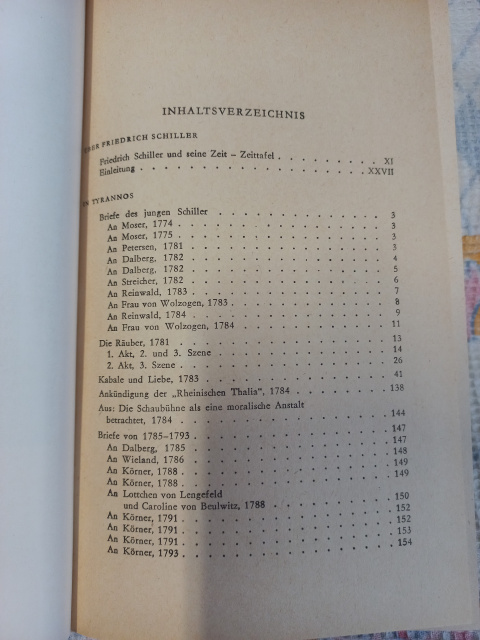 INHALTSVERZEICHNIS
ÜBER FRIEDRICH SCHILLER
Friedrich Schiller und seine Zeit – Zeittafel . . . . . . . . XI
Einleitung . . . . . . . . . . . . . . . . . . XXVII
IN TYRANNOS
Briefe des jungen Schiller . . . . . . . . . . . . 3
An Moser, 1774 . . . . . . . . . . . . . . . 3
An Moser, 1775 . . . . . . . . . . . . . . . 3
An Petersen, 1781 . . . . . . . . . . . . . . 3
An Dalberg, 1782 . . . . . . . . . . . . . . 4
An Dalberg, 1782 . . . . . . . . . . . . . . 5
An Streicher, 1782 . . . . . . . . . . . . . . 6
An Reinwald, 1783 . . . . . . . . . . . . . . 7
An Frau von Wolzogen, 1783 . . . . . . . . . . . 8
An Reinwald, 1784 . . . . . . . . . . . . . . 9
An Frau von Wolzogen, 1784 . . . . . . . . . . . 11
Die Räuber, 1781 . . . . . . . . . . . . . . . 13
1. Akt, 2. und 3. Szene . . . . . . . . . . . . . 14
2. Akt, 3. Szene . . . . . . . . . . . . . . . 26
Kabale und Liebe, 1783 . . . . . . . . . . . . . 41
Ankündigung der „Rheinischen Thalia“, 1784 . . . . . . . 138
Aus: Die Schaubühne als eine moralische Anstalt
betrachtet, 1784 . . . . . . . . . . . . . . . 144
Briefe von 1785–1793 . . . . . . . . . . . . . . 147
An Dalberg, 1785 . . . . . . . . . . . . . . 147
An Wieland, 1786 . . . . . . . . . . . . . . 148
An Körner, 1788 . . . . . . . . . . . . . . 149
An Körner, 1788 . . . . . . . . . . . . . . 149
An Lottchen von Lengefeld
und Caroline von Beulwitz, 1788 . . . . . . . . . 150
An Körner, 1791 . . . . . . . . . . . . . . 152
An Körner, 1791 . . . . . . . . . . . . . . 152
An Körner, 1791 . . . . . . . . . . . . . . 153
An Körner, 1793 . . . . . . . . . . . . . . 154